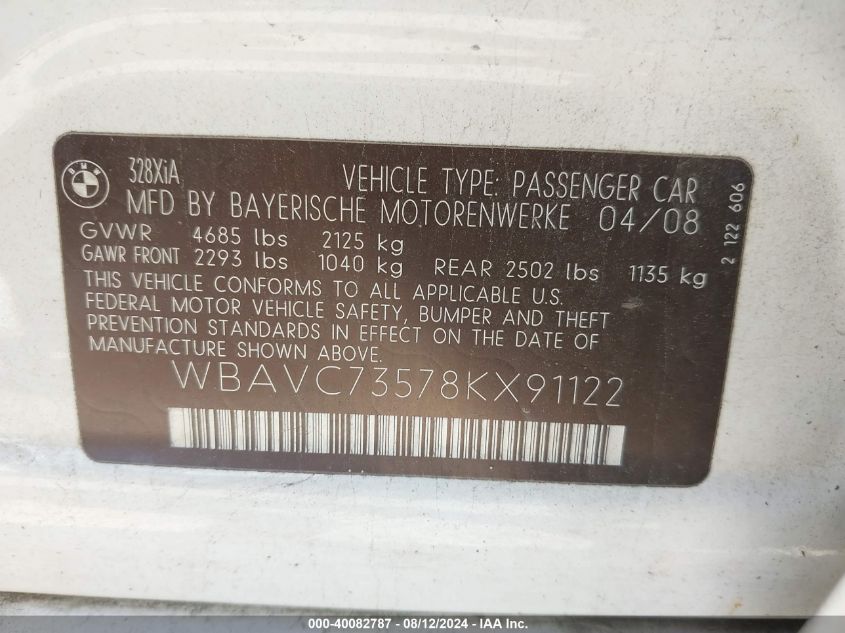 BMW
328XiA
VEHICLE TYPE: PASSENGER CAR
MFD BY BAYERISCHE MOTORENWERKE 04/08
GVWR 4685 lbs 2125 kg
GAWR FRONT 2293 lbs 1040 kg REAR 2502 lbs 1135 kg
THIS VEHICLE CONFORMS TO ALL APPLICABLE U.S.
FEDERAL MOTOR VEHICLE SAFETY, BUMPER AND THEFT
PREVENTION STANDARDS IN EFFECT ON THE DATE OF
MANUFACTURE SHOWN ABOVE.
WBAVC73578KX91122
2 122 606
000-40082787 - 08/12/2024 - IAA Inc.